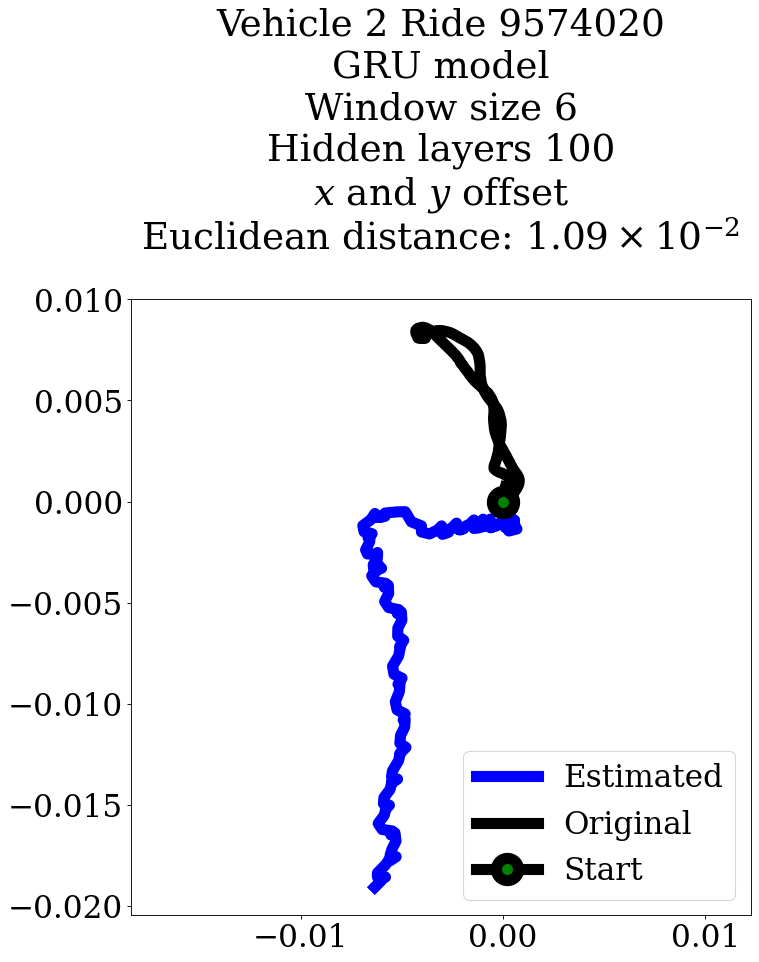 Vehicle 2 Ride 9574020
GRU model
Window size 6
Hidden layers 100
x and y offset
Euclidean distance: 1.09 × 10⁻²
0.010
0.005
0.000
−0.005
−0.010
−0.015
−0.020
Estimated
Original
Start
−0.01
0.00
0.01